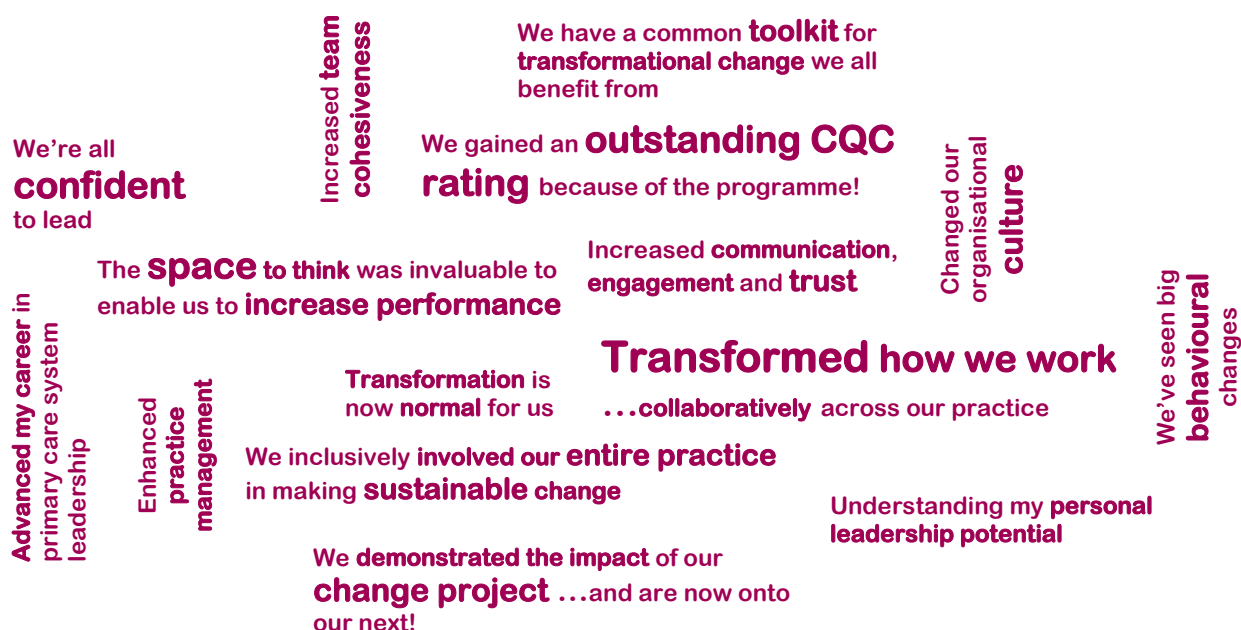 Increased team
cohesiveness
We have a common toolkit for
transformational change we all
benefit from
We're all
confident
to lead
We gained an outstanding CQC
rating because of the programme!
Changed our
organisational
culture
The space to think was invaluable to
enable us to increase performance
Increased communication,
engagement and trust
We've seen big
behavioural
changes
Advanced my career in
primary care system
leadership
Enhanced
practice
management
Transformation is
now normal for us
Transformed how we work
...collaboratively across our practice
We inclusively involved our entire practice
in making sustainable change
Understanding my personal
leadership potential
We demonstrated the impact of our
change project ...and are now onto
our next!